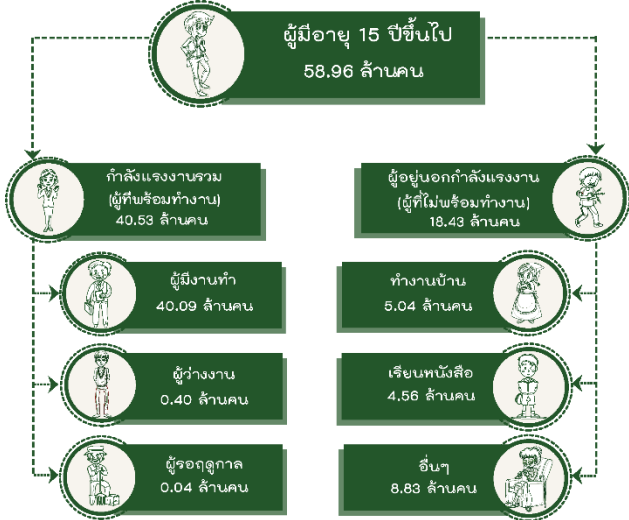 ผู้มีอายุ 15 ปีขึ้นไป
58.96 ล้านคน
กำลังแรงงานรวม
(ผู้ที่พร้อมทำงาน)
40.53 ล้านคน
ผู้มีงานทำ
40.09 ล้านคน
ผู้ว่างงาน
0.40 ล้านคน
ผู้รอฤดูกาล
0.04 ล้านคน
ผู้อยู่นอกกำลังแรงงาน
(ผู้ที่ไม่พร้อมทำงาน)
18.43 ล้านคน
ทำงานบ้าน
5.04 ล้านคน
เรียนหนังสือ
4.56 ล้านคน
อื่นๆ
8.83 ล้านคน